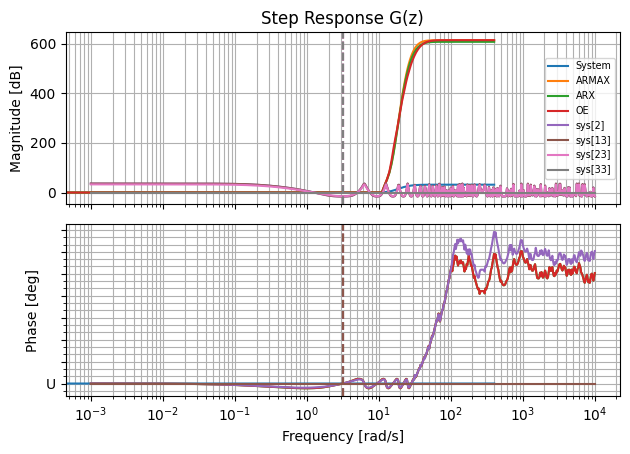 Step Response G(z)
Magnitude [dB]
600
400
200
0
System
ARMAX
ARX
OE
sys[2]
sys[13]
sys[23]
sys[33]
Phase [deg]
U
10⁻³
10⁻²
10⁻¹
10⁰
10¹
10²
10³
10⁴
Frequency [rad/s]